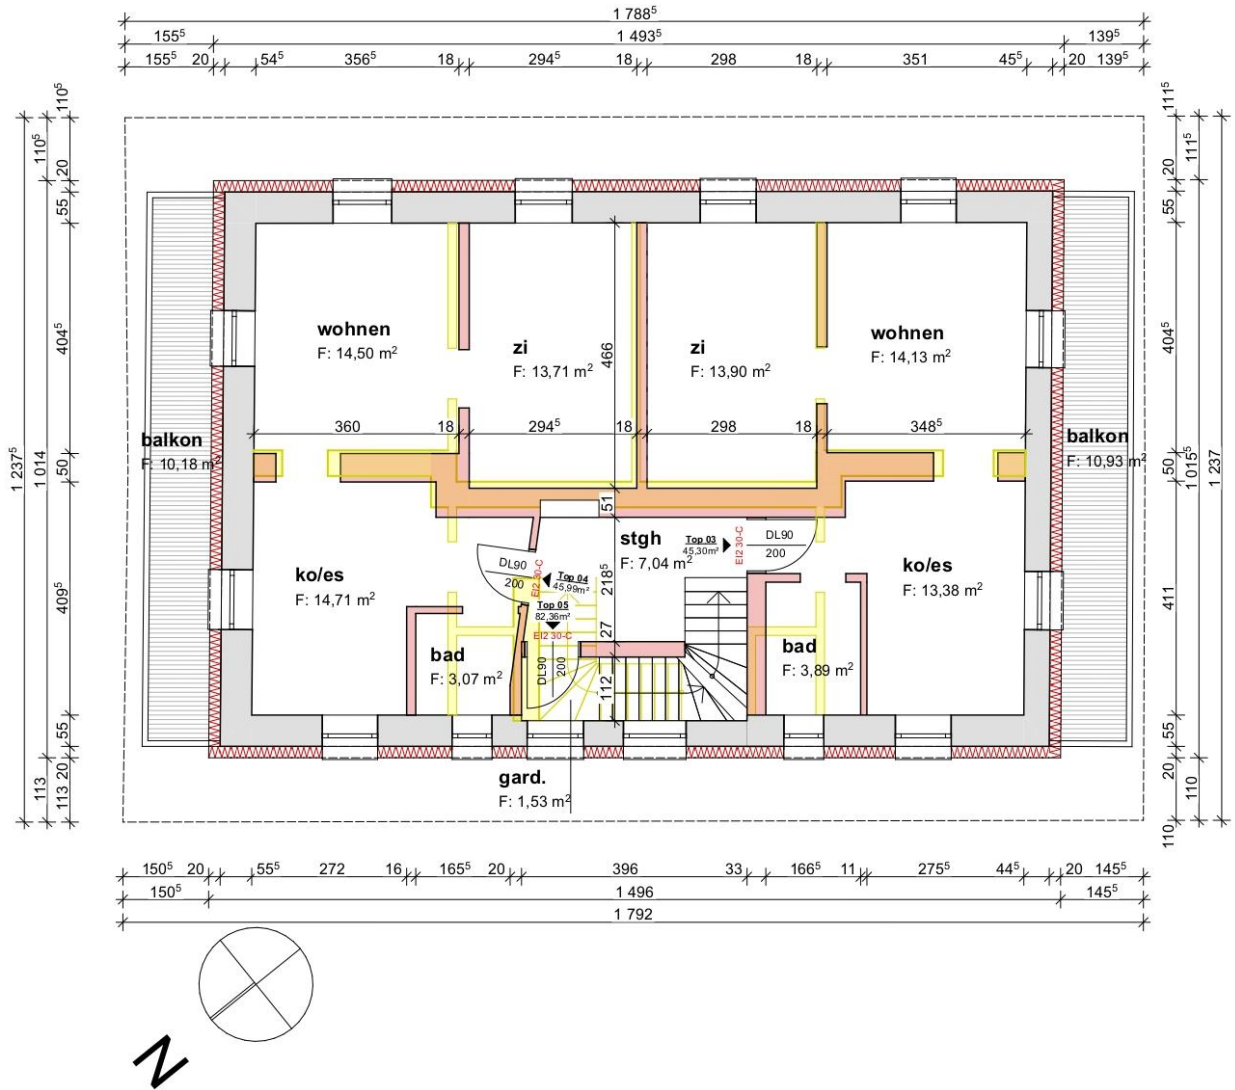 1 788⁵
155⁵ 1 493⁵ 139⁵
155⁵ 20 54⁵ 356⁵ 18 294⁵ 18 298 18 351 45⁵ 20 139⁵
110⁵ 111⁵
110⁵ 20 20 111⁵
55 55
wohnen
F: 14,50 m²
zi
F: 13,71 m²
zi
F: 13,90 m²
wohnen
F: 14,13 m²
404⁵ 466 404⁵
360 18 294⁵ 18 298 18 348⁵
balkon
F: 10,18 m²
balkon
F: 10,93 m²
1 237⁵ 1 014 50 50 1 015⁵ 1 237
51
stgh
F: 7,04 m²
Top 03
45,30m²
EI2 30-C
DL90
200
DL90
200
EI2 30-C
Top 04
45,99m²
Top 05
82,36m²
EI2 30-C
DL90
200
ko/es
F: 14,71 m²
ko/es
F: 13,38 m²
409⁵ 218⁵ 411
27
112
bad
F: 3,07 m²
bad
F: 3,89 m²
55 55
113 113 20 20 110
110
gard.
F: 1,53 m²
150⁵ 20 55⁵ 272 16 165⁵ 20 396 33 166⁵ 11 275⁵ 44⁵ 20 145⁵
150⁵ 1 496 145⁵
1 792
N